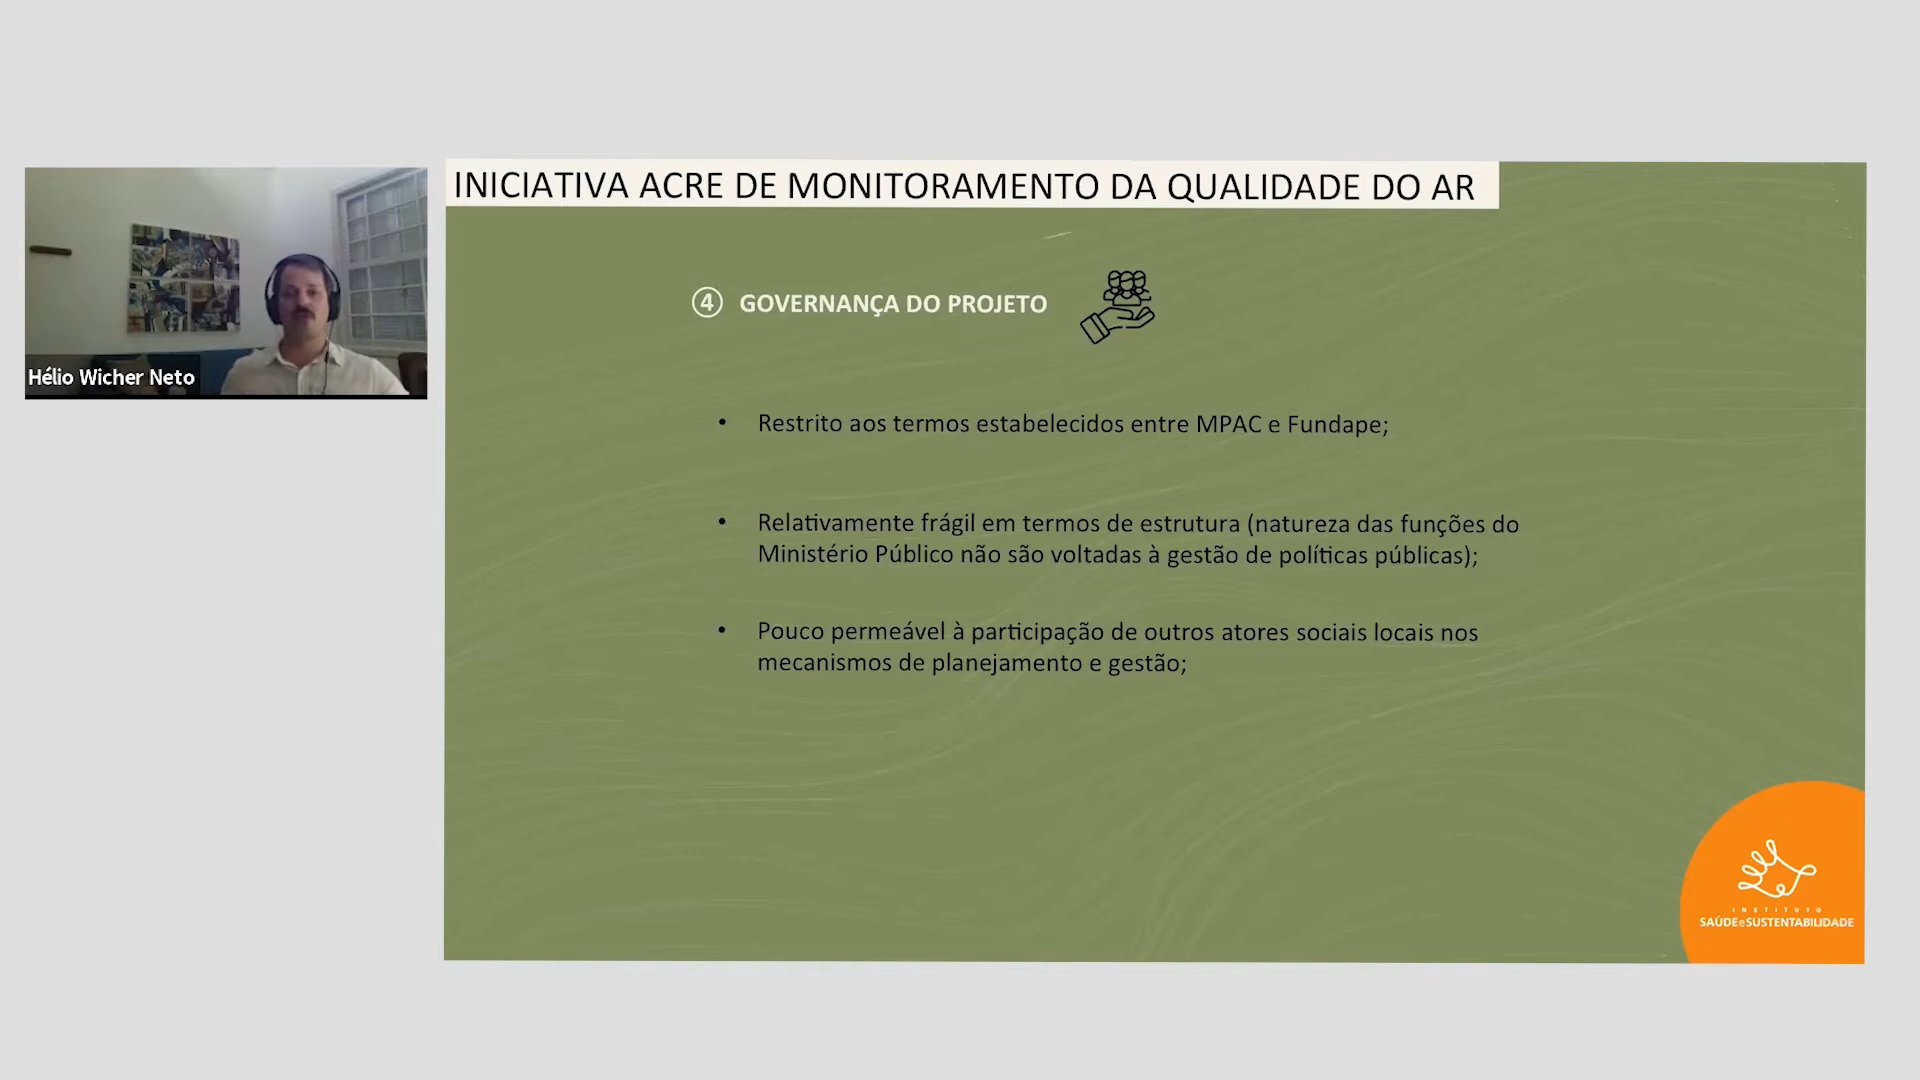 INICIATIVA ACRE DE MONITORAMENTO DA QUALIDADE DO AR
4 GOVERNANÇA DO PROJETO
Hélio Wicher Neto
• Restrito aos termos estabelecidos entre MPAC e Fundape;
• Relativamente frágil em termos de estrutura (natureza das funções do
Ministério Público não são voltadas à gestão de políticas públicas);
• Pouco permeável à participação de outros atores sociais locais nos
mecanismos de planejamento e gestão;
INSTITUTO
SAÚDEeSUSTENTABILIDADE